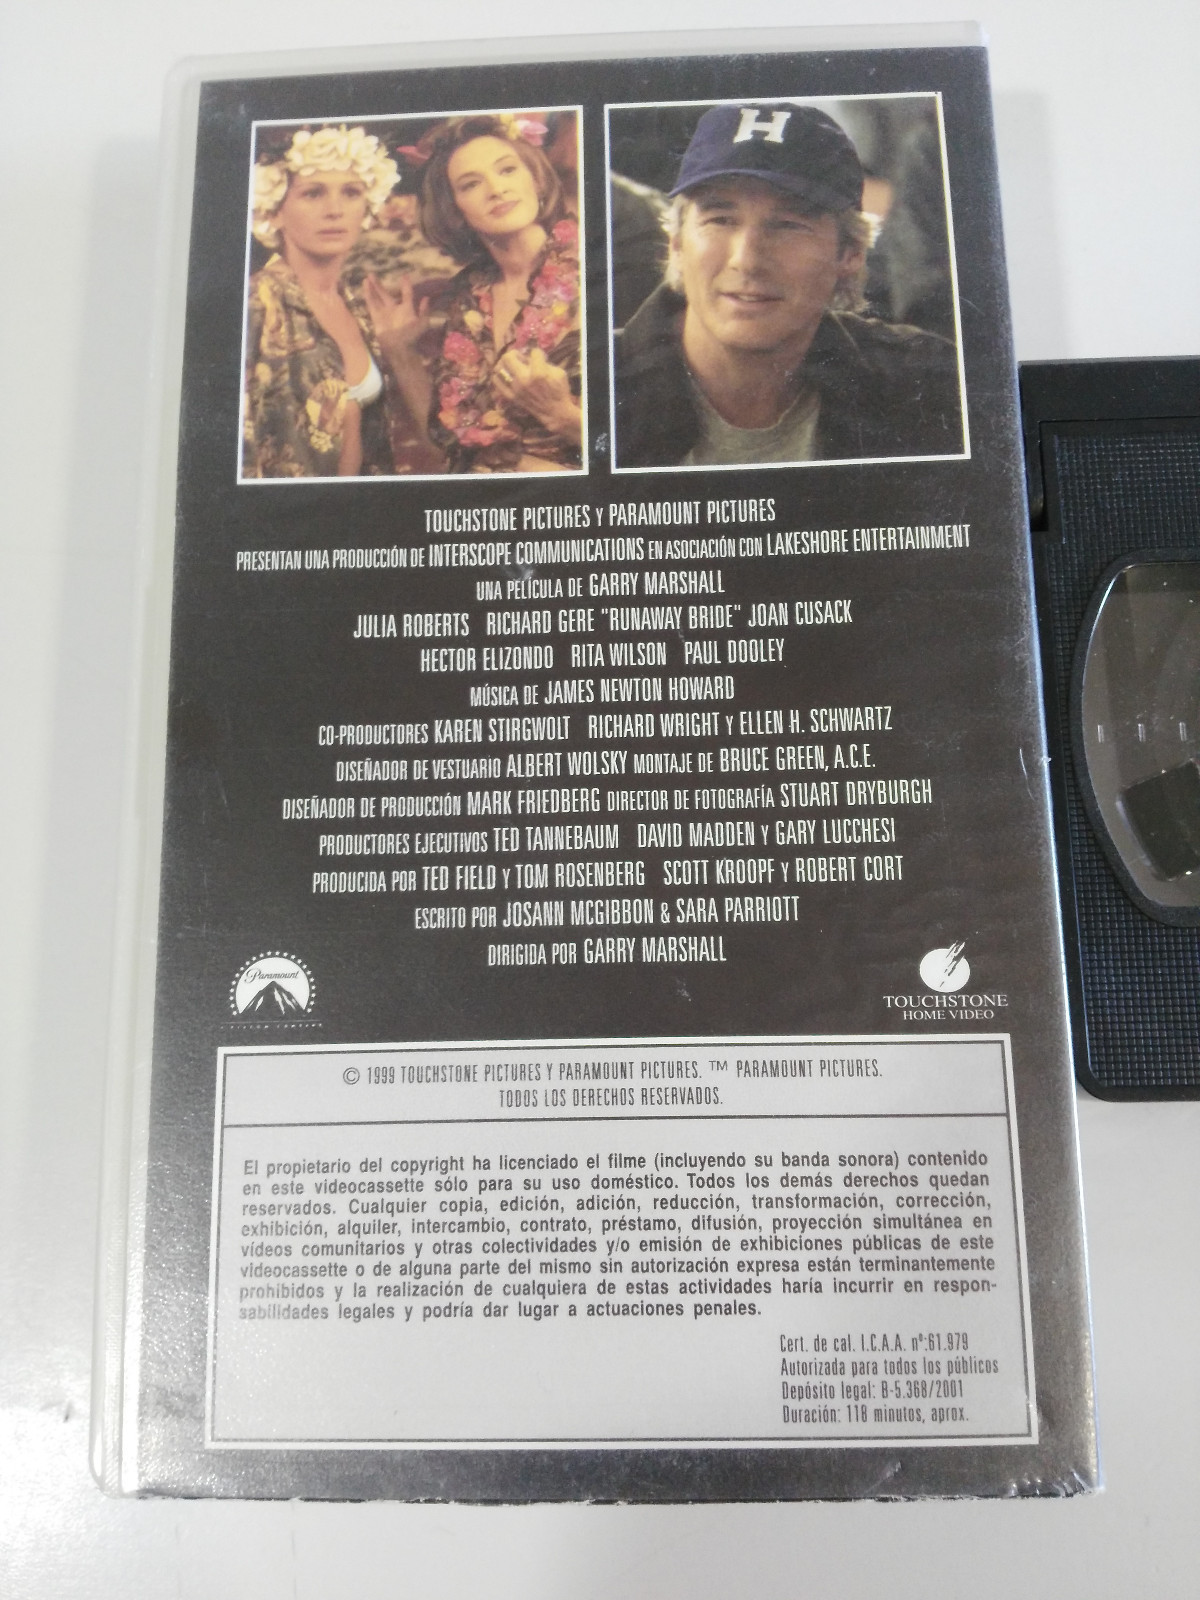 H
TOUCHSTONE PICTURES Y PARAMOUNT PICTURES
PRESENTAN UNA PRODUCCIÓN DE INTERSCOPE COMMUNICATIONS EN ASOCIACIÓN CON LAKESHORE ENTERTAINMENT
UNA PELÍCULA DE GARRY MARSHALL
JULIA ROBERTS RICHARD GERE "RUNAWAY BRIDE" JOAN CUSACK
HECTOR ELIZONDO RITA WILSON PAUL DOOLEY
MÚSICA DE JAMES NEWTON HOWARD
CO-PRODUCTORES KAREN STIRGWOLT RICHARD WRIGHT Y ELLEN H. SCHWARTZ
DISEÑADOR DE VESTUARIO ALBERT WOLSKY MONTAJE DE BRUCE GREEN, A.C.E.
DISEÑADOR DE PRODUCCIÓN MARK FRIEDBERG DIRECTOR DE FOTOGRAFÍA STUART DRYBURGH
PRODUCTORES EJECUTIVOS TED TANNEBAUM DAVID MADDEN Y GARY LUCCHESI
PRODUCIDA POR TED FIELD Y TOM ROSENBERG SCOTT KROOPF Y ROBERT CORT
ESCRITO POR JOSANN MCGIBBON & SARA PARRIOTT
DIRIGIDA POR GARRY MARSHALL
Paramount
TOUCHSTONE
HOME VIDEO
© 1999 TOUCHSTONE PICTURES Y PARAMOUNT PICTURES. ™ PARAMOUNT PICTURES.
TODOS LOS DERECHOS RESERVADOS.
El propietario del copyright ha licenciado el filme (incluyendo su banda sonora) contenido
en este videocassette sólo para su uso doméstico. Todos los demás derechos quedan
reservados. Cualquier copia, edición, adición, reducción, transformación, corrección,
exhibición, alquiler, intercambio, contrato, préstamo, difusión, proyección simultánea en
vídeos comunitarios y otras colectividades y/o emisión de exhibiciones públicas de este
videocassette o de alguna parte del mismo sin autorización expresa están terminantemente
prohibidos y la realización de cualquiera de estas actividades haría incurrir en respon-
sabilidades legales y podría dar lugar a actuaciones penales.
Cert. de cal. I.C.A.A. nº:61.979
Autorizada para todos los públicos
Depósito legal: B-5.368/2001
Duración: 118 minutos, aprox.